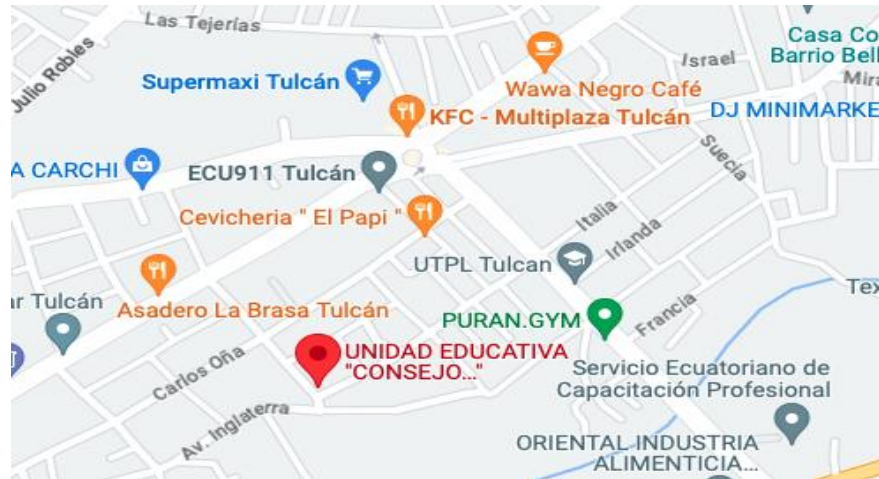 Las Tejerías
Julio Robles
Casa Co
Barrio Bell
Israel
Mira
Supermaxi Tulcán
Wawa Negro Café
KFC - Multiplaza Tulcán
DJ MINIMARKE
A CARCHI
ECU911 Tulcán
Suecia
Cevicheria " El Papi "
Italia
Irlanda
UTPL Tulcan
Tex
ar Tulcán
Asadero La Brasa Tulcán
PURAN.GYM
Francia
UNIDAD EDUCATIVA
"CONSEJO..."
Carlos Oña
Servicio Ecuatoriano de
Capacitación Profesional
Av. Inglaterra
ORIENTAL INDUSTRIA
ALIMENTICIA...